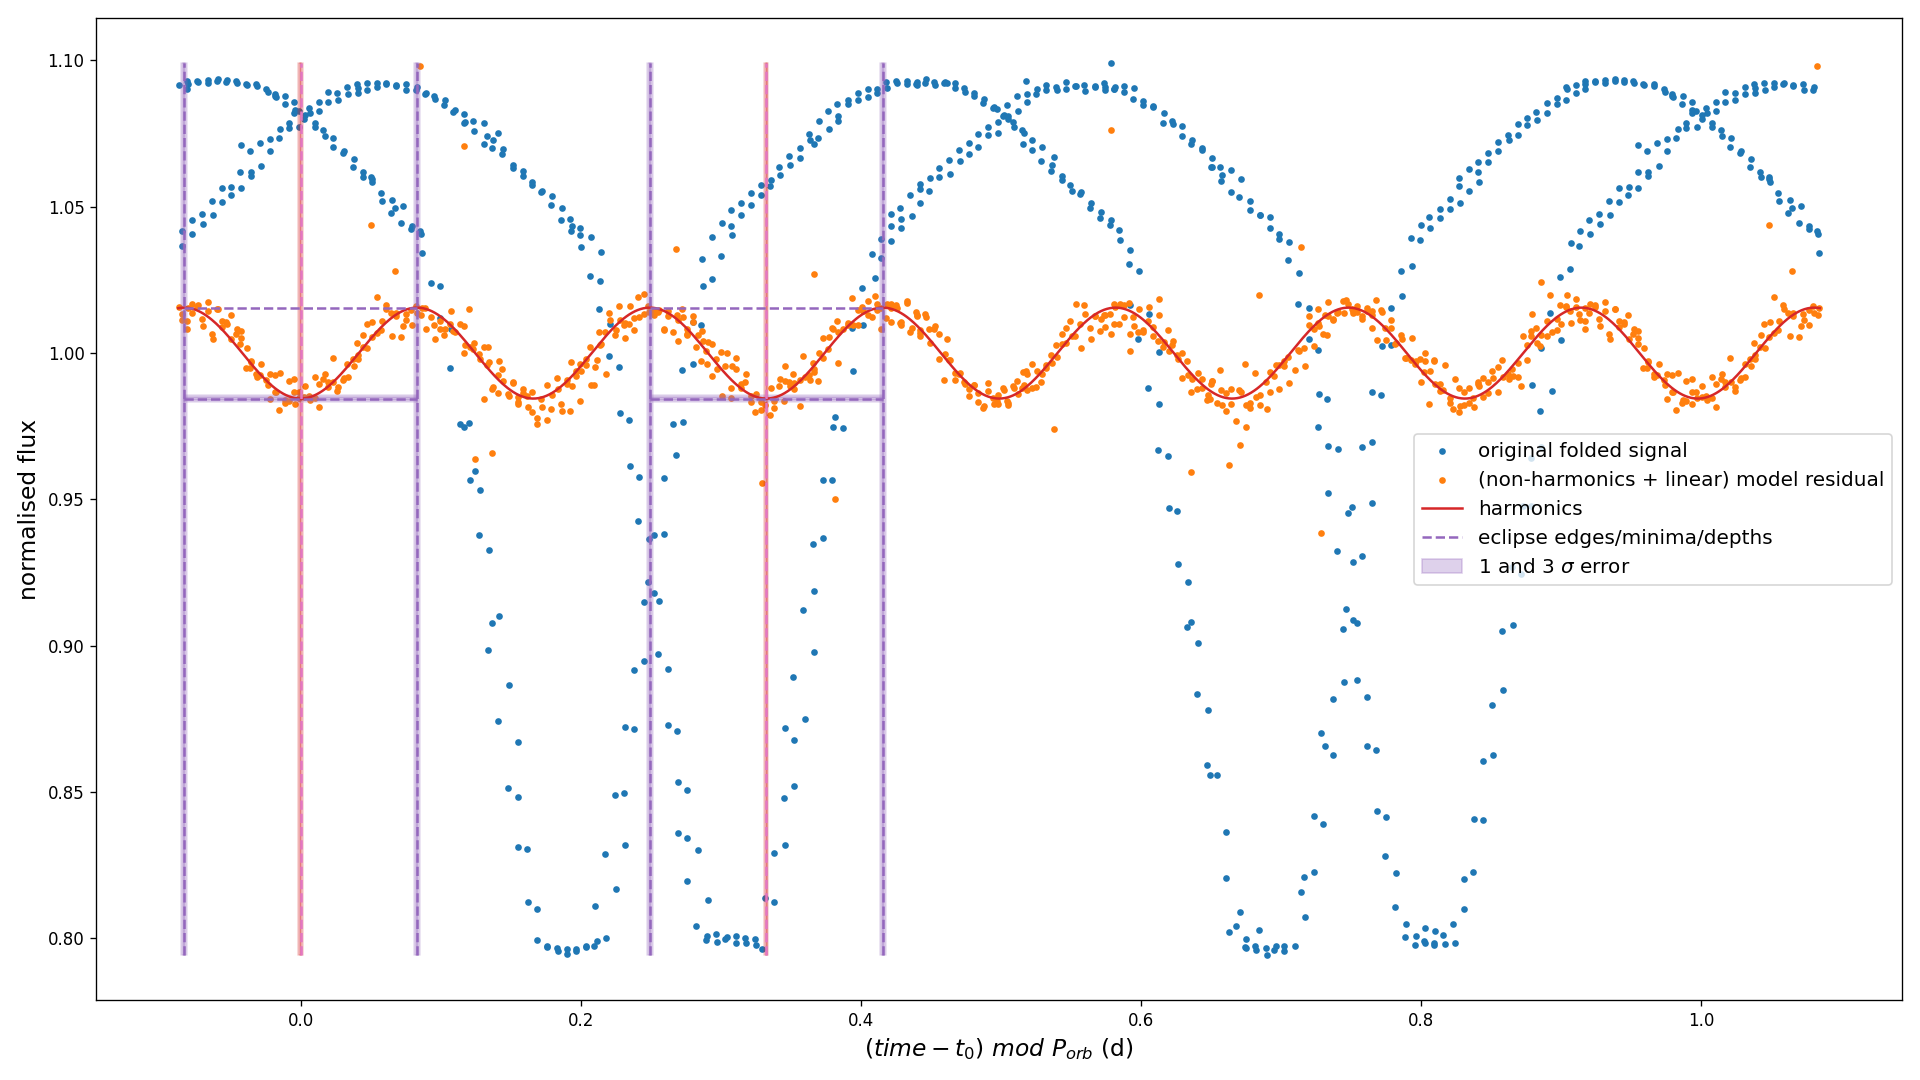 1.10
1.05
1.00
0.95
0.90
0.85
0.80
normalised flux
original folded signal
(non-harmonics + linear) model residual
harmonics
eclipse edges/minima/depths
1 and 3 σ error
0.0 0.2 0.4 0.6 0.8 1.0
(time − t₀) mod Pₒᵣᵦ (d)